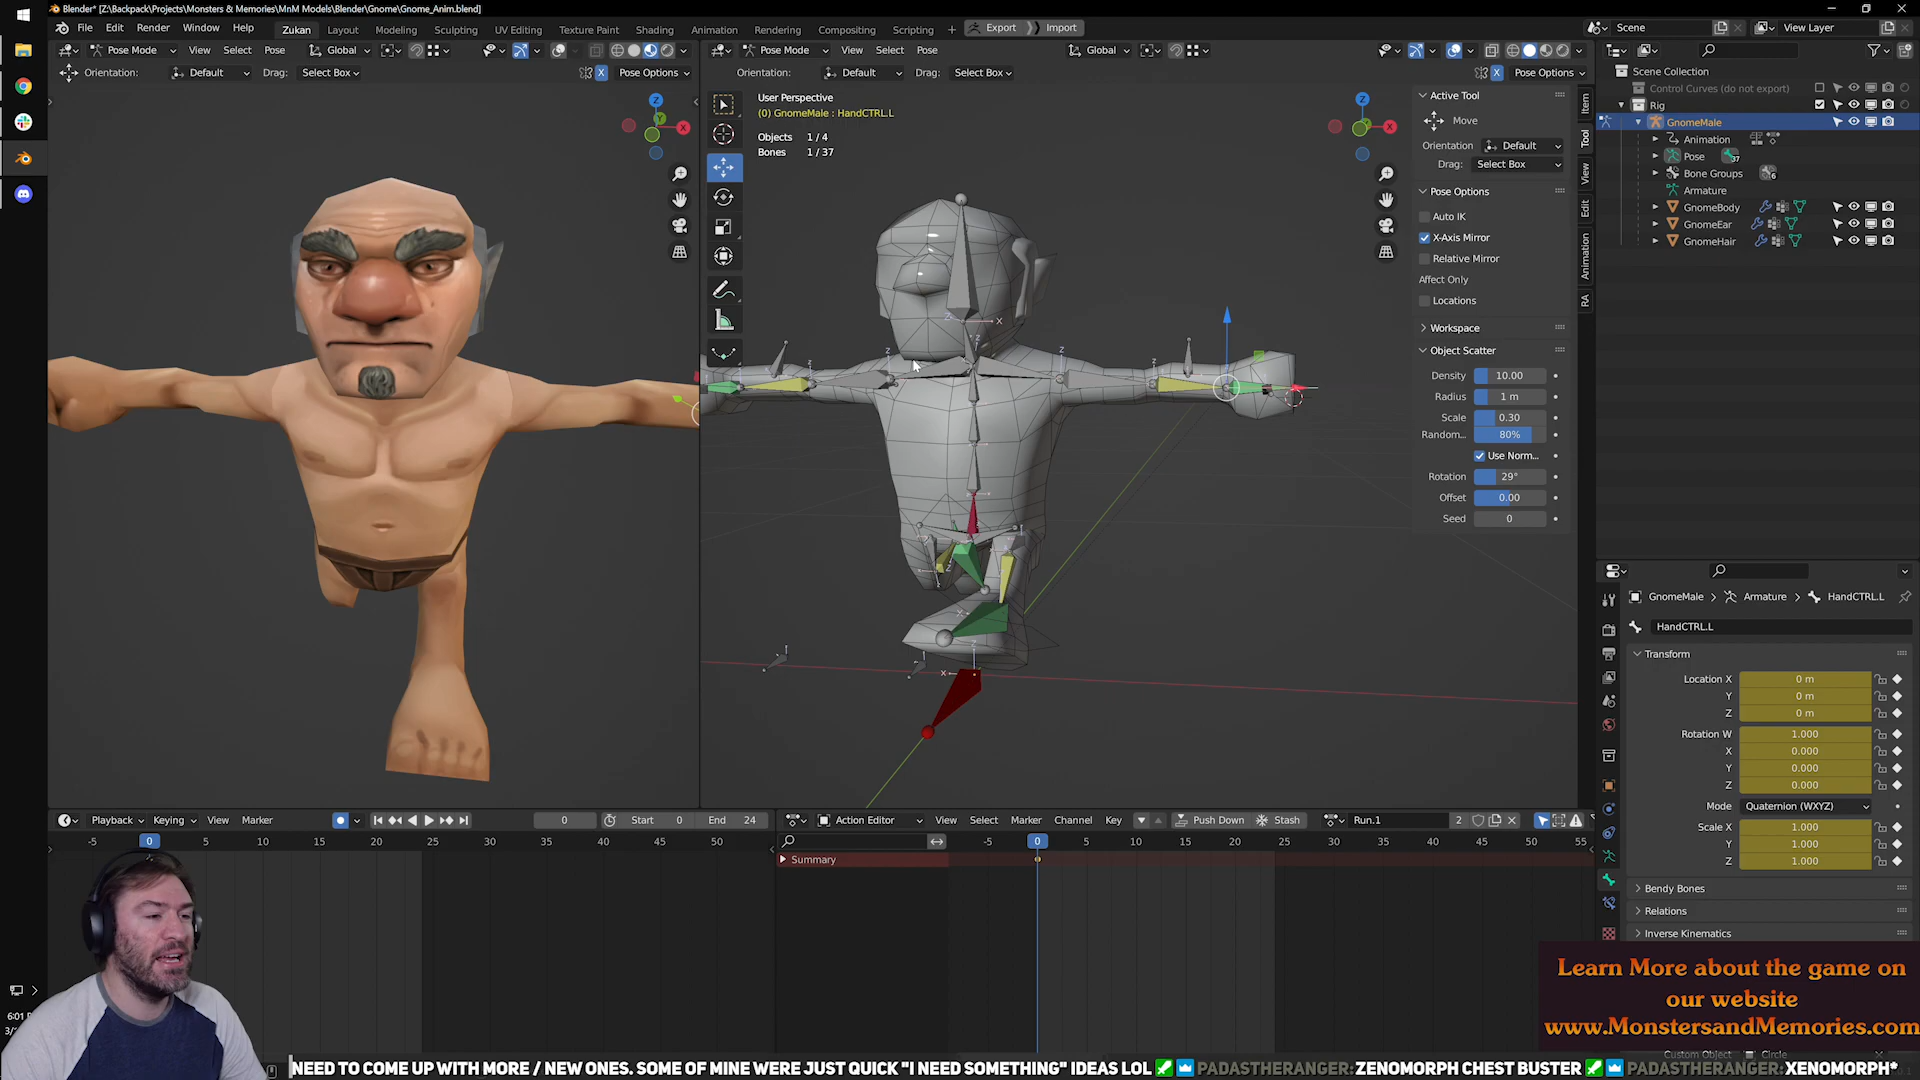 Blender* [Z:\Backpack\Projects\Monsters & Memories\MnM Models\Blender\Gnome\Gnome_Anim.blend]
File Edit Render Window Help Zukan Layout Modeling Sculpting UV Editing Texture Paint Shading Animation Rendering Compositing Scripting + Export Import Scene View Layer
Pose Mode View Select Pose Global
Pose Mode View Select Pose Global
Orientation: Default Drag: Select Box X Pose Options
Orientation: Default Drag: Select Box X Pose Options
User Perspective
(0) GnomeMale : HandCTRL.L
Objects 1 / 4
Bones 1 / 37
Active Tool
Move
Orientation Default
Drag: Select Box
Pose Options
Auto IK
X-Axis Mirror
Relative Mirror
Affect Only
Locations
Workspace
Object Scatter
Density 10.00
Radius 1 m
Scale 0.30
Random... 80%
Use Norm...
Rotation 29°
Offset 0.00
Seed 0
Item
Tool
View
Edit
Animation
RA
Scene Collection
Control Curves (do not export)
Rig
GnomeMale
Animation
Pose 37
Bone Groups 6
Armature
GnomeBody
GnomeEar
GnomeHair
GnomeMale > Armature > HandCTRL.L
HandCTRL.L
Transform
Location X 0 m
Y 0 m
Z 0 m
Rotation W 1.000
X 0.000
Y 0.000
Z 0.000
Mode Quaternion (WXYZ)
Scale X 1.000
Y 1.000
Z 1.000
Bendy Bones
Relations
Inverse Kinematics
Custom Object Circle
Playback Keying View Marker 0 Start 0 End 24
-5 0 5 10 15 20 25 30 35 40 45 50
Action Editor View Select Marker Channel Key Push Down Stash Run.1 2
-5 0 5 10 15 20 25 30 35 40 45 50 55
Summary
Learn More about the game on
our website
www.MonstersandMemories.com
NEED TO COME UP WITH MORE / NEW ONES. SOME OF MINE WERE JUST QUICK "I NEED SOMETHING" IDEAS LOL PADASTHERANGER: ZENOMORPH CHEST BUSTER PADASTHERANGER: XENOMORPH*